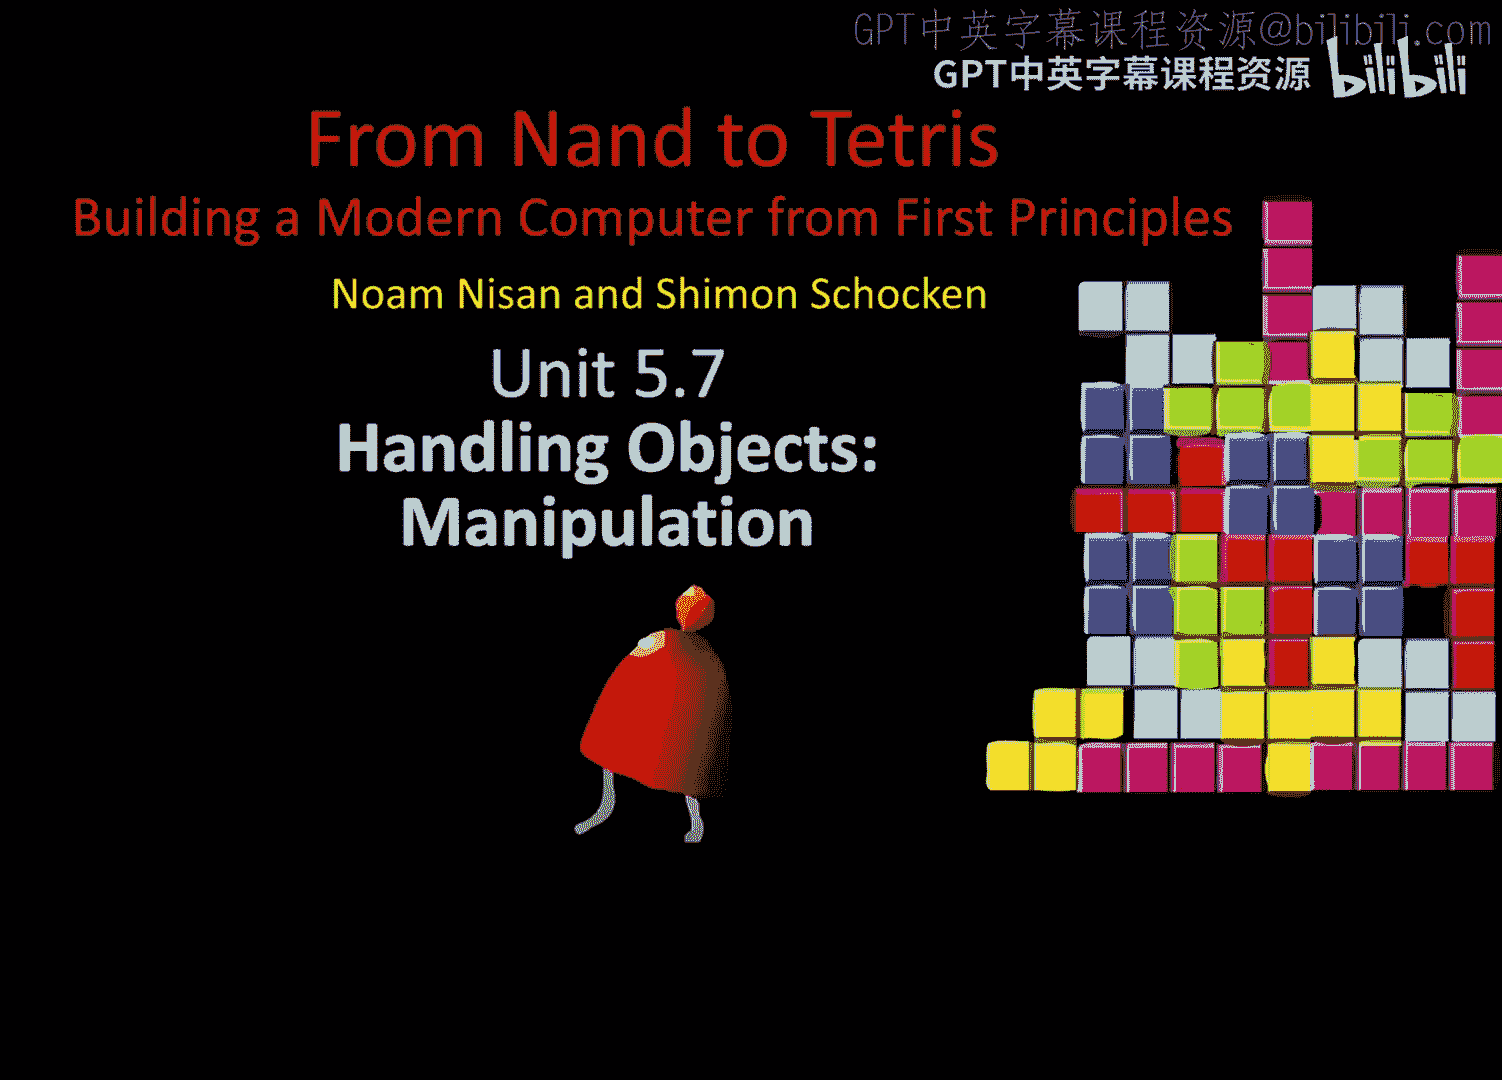 GPT中英字幕课程资源@bilibili.com
GPT中英字幕课程资源 bilibili
From Nand to Tetris
Building a Modern Computer from First Principles
Noam Nisan and Shimon Schocken
Unit 5.7
Handling Objects:
Manipulation